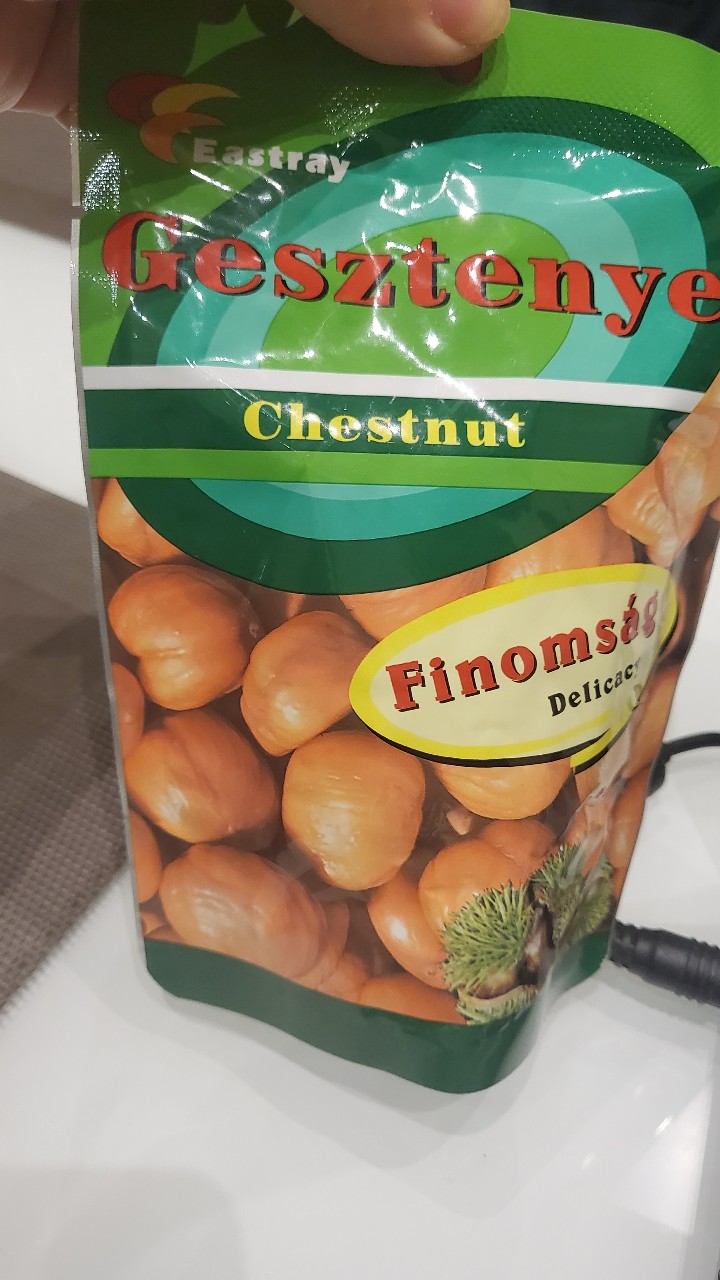 Eastray
Gesztenye
Chestnut
Finomság
Delicacy